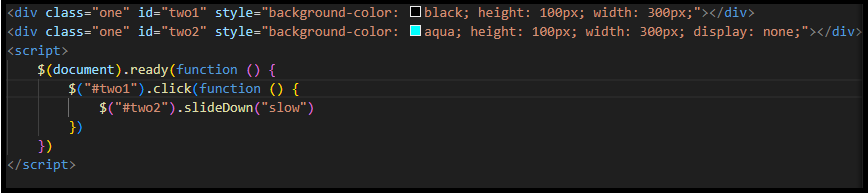 <div class="one" id="two1" style="background-color: black; height: 100px; width: 300px;"></div>
<div class="one" id="two2" style="background-color: aqua; height: 100px; width: 300px; display: none;"></div>
<script>
    $(document).ready(function () {
        $("#two1").click(function () {
            $("#two2").slideDown("slow")
        })
    })
</script>